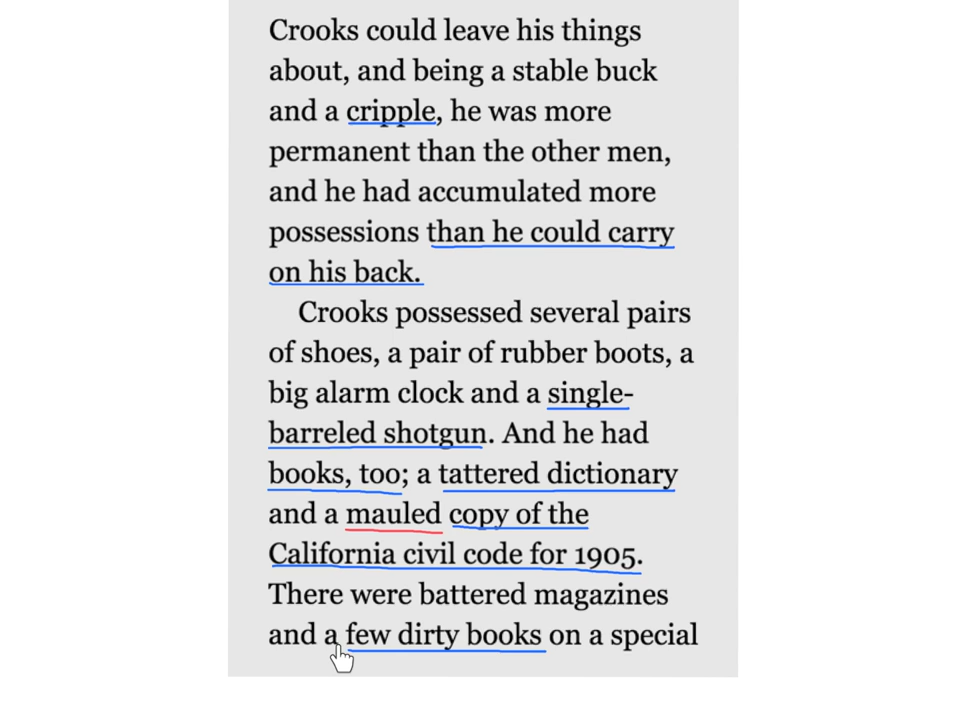 Crooks could leave his things
about, and being a stable buck
and a cripple, he was more
permanent than the other men,
and he had accumulated more
possessions than he could carry
on his back.
Crooks possessed several pairs
of shoes, a pair of rubber boots, a
big alarm clock and a single-
barreled shotgun. And he had
books, too; a tattered dictionary
and a mauled copy of the
California civil code for 1905.
There were battered magazines
and a few dirty books on a special